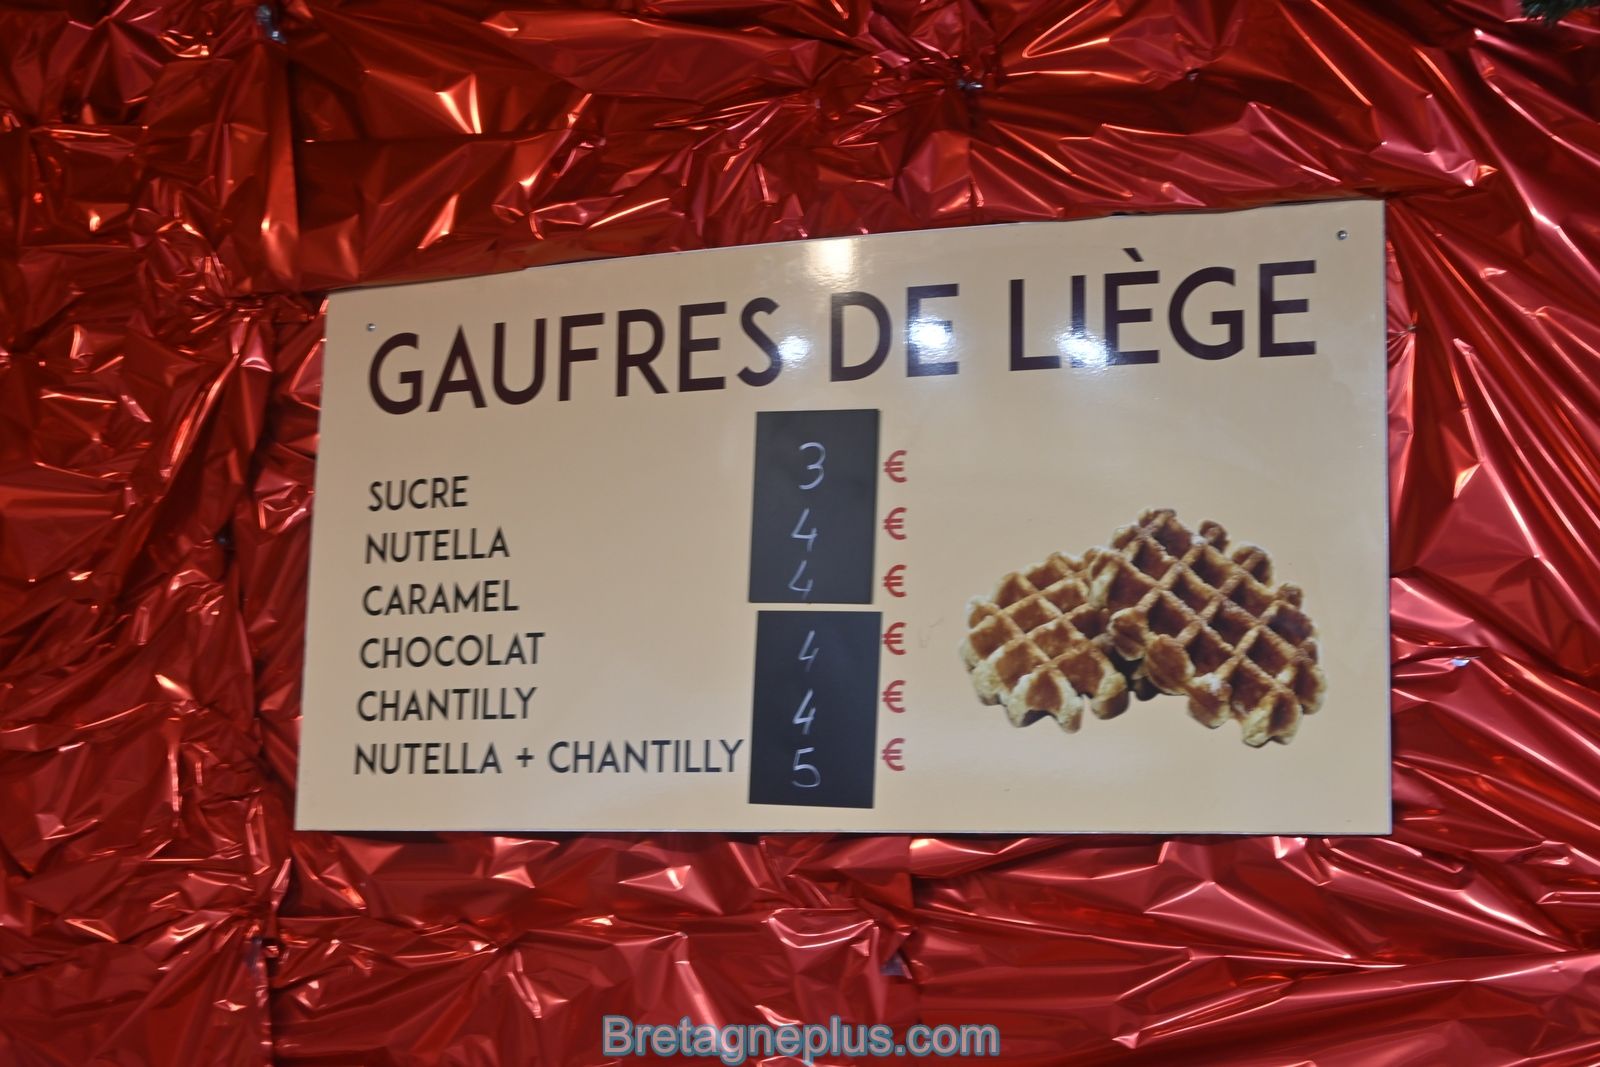 GAUFRES DE LIÈGE
SUCRE 3 €
NUTELLA 4 €
CARAMEL 4 €
CHOCOLAT 4 €
CHANTILLY 4 €
NUTELLA + CHANTILLY 5 €
Bretagneplus.com